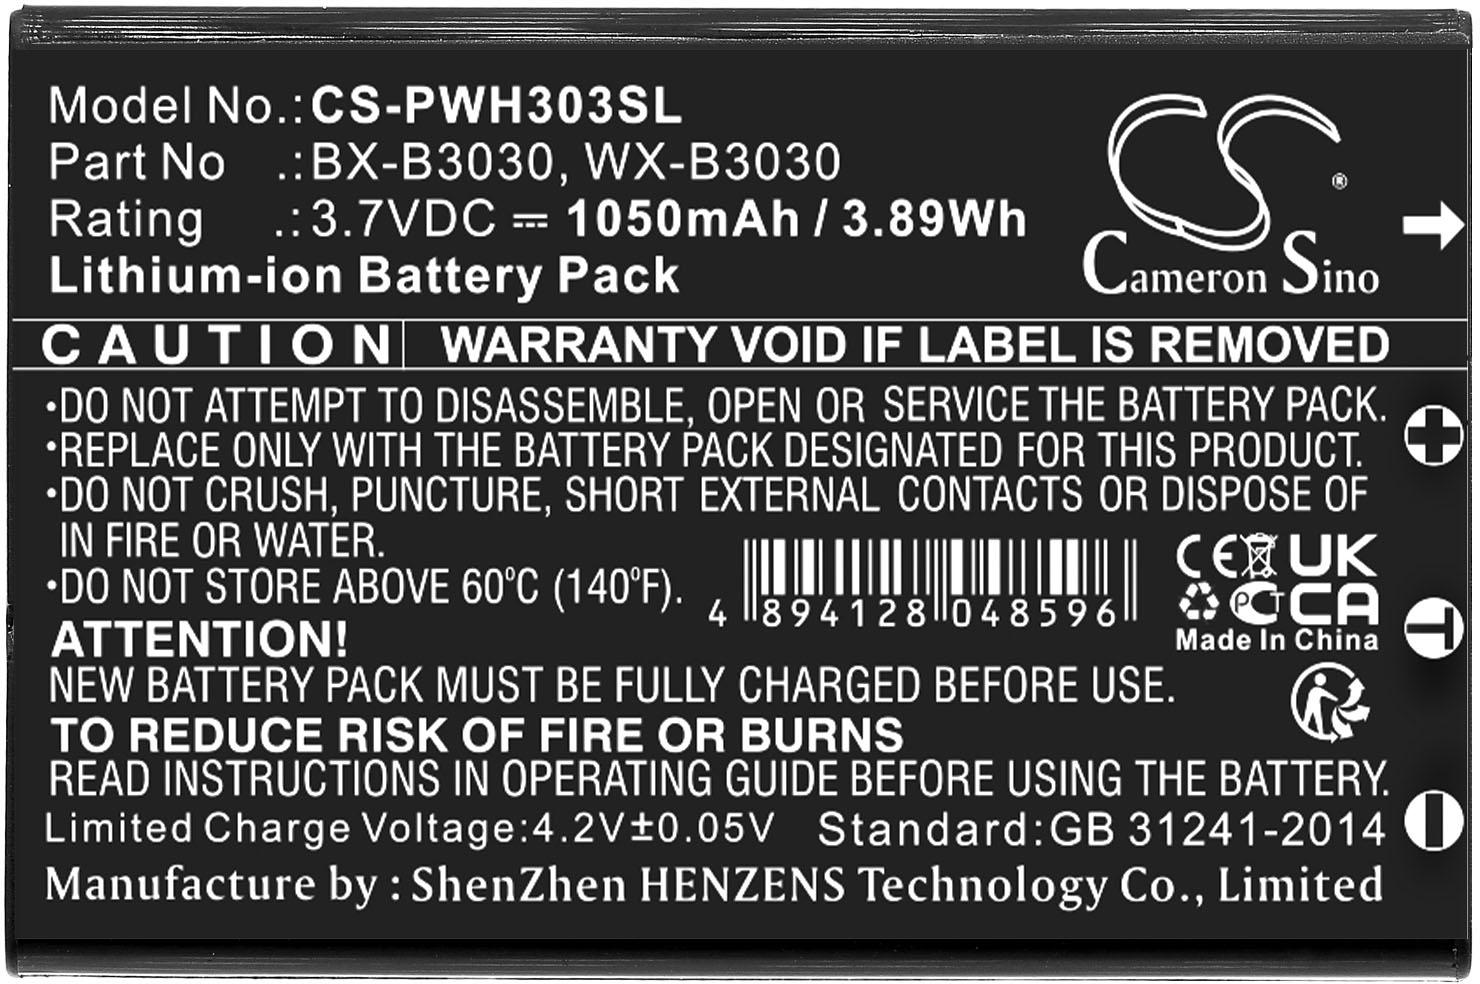 Model No.:CS-PWH303SL
Part No .:BX-B3030, WX-B3030
Rating .:3.7VDC ⎓ 1050mAh / 3.89Wh
Lithium-ion Battery Pack
CS®
Cameron Sino
CAUTION WARRANTY VOID IF LABEL IS REMOVED
•DO NOT ATTEMPT TO DISASSEMBLE, OPEN OR SERVICE THE BATTERY PACK.
•REPLACE ONLY WITH THE BATTERY PACK DESIGNATED FOR THIS PRODUCT.
•DO NOT CRUSH, PUNCTURE, SHORT EXTERNAL CONTACTS OR DISPOSE OF
IN FIRE OR WATER.
•DO NOT STORE ABOVE 60⁰C (140⁰F).
4 894128 048596
CE UK
PCT CA
Made In China
ATTENTION!
NEW BATTERY PACK MUST BE FULLY CHARGED BEFORE USE.
TO REDUCE RISK OF FIRE OR BURNS
READ INSTRUCTIONS IN OPERATING GUIDE BEFORE USING THE BATTERY.
Limited Charge Voltage:4.2V±0.05V Standard:GB 31241-2014
Manufacture by : ShenZhen HENZENS Technology Co., Limited
+
T
-